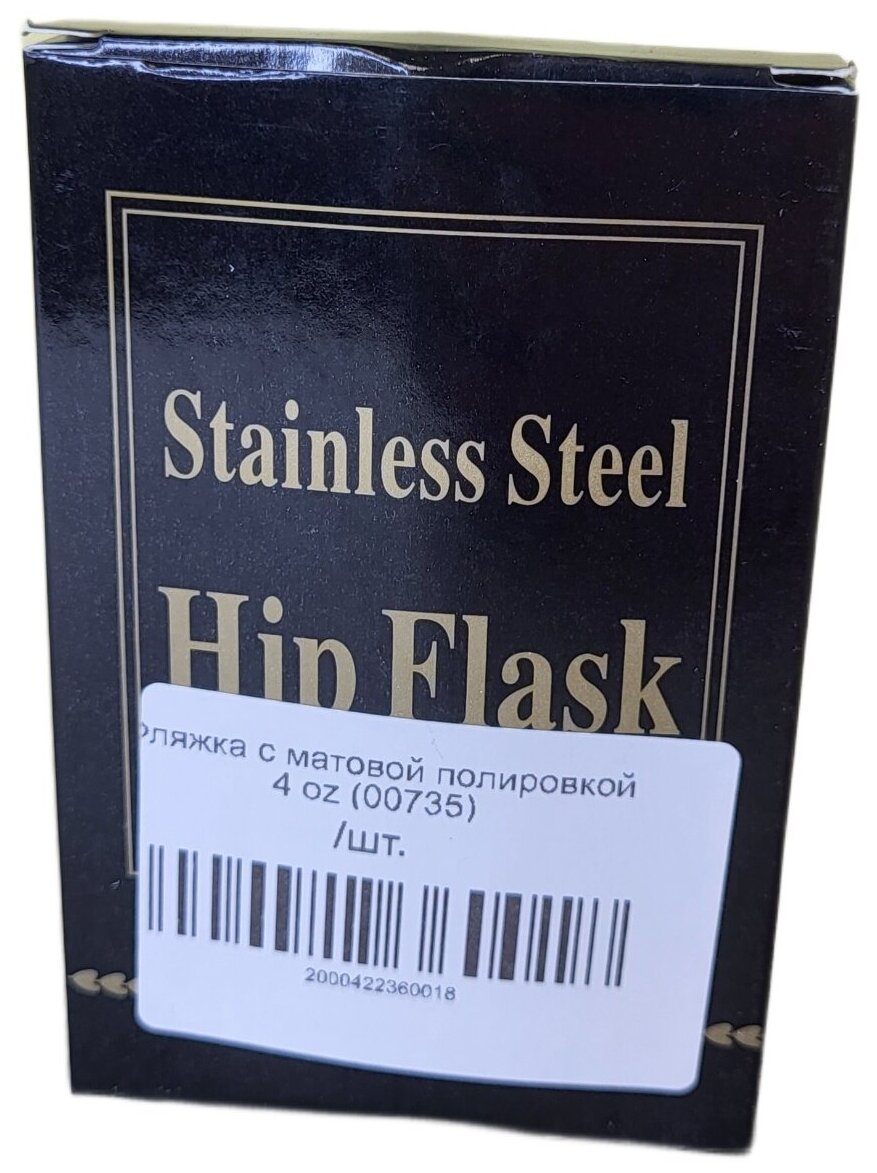 Stainless Steel
Hip Flask
Фляжка с матовой полировкой
4 oz (00735)
/шт.
2000422360018